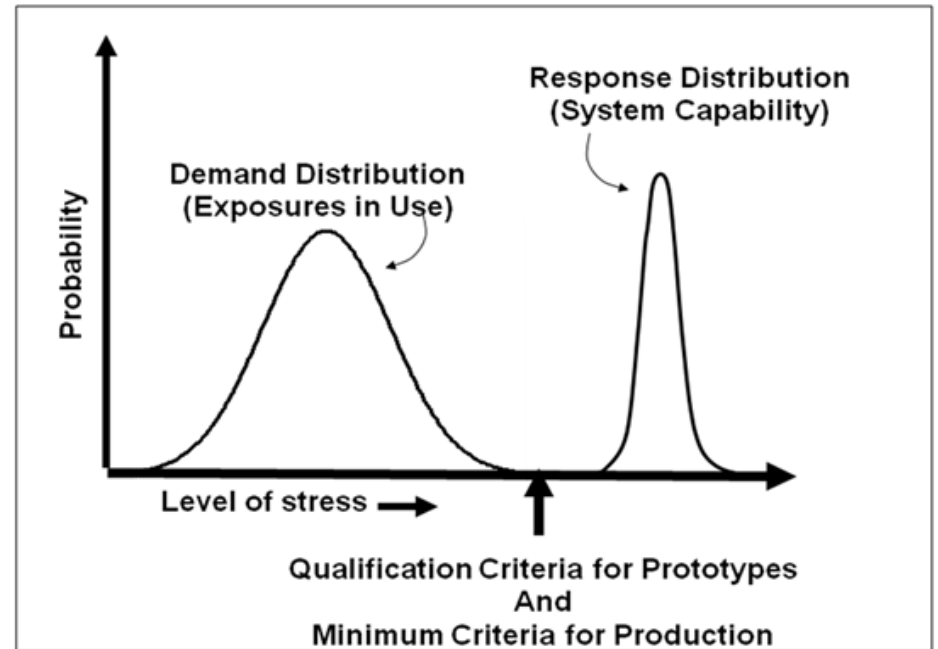 Response Distribution
(System Capability)
Demand Distribution
(Exposures in Use)
Probability
Level of stress
Qualification Criteria for Prototypes
And
Minimum Criteria for Production